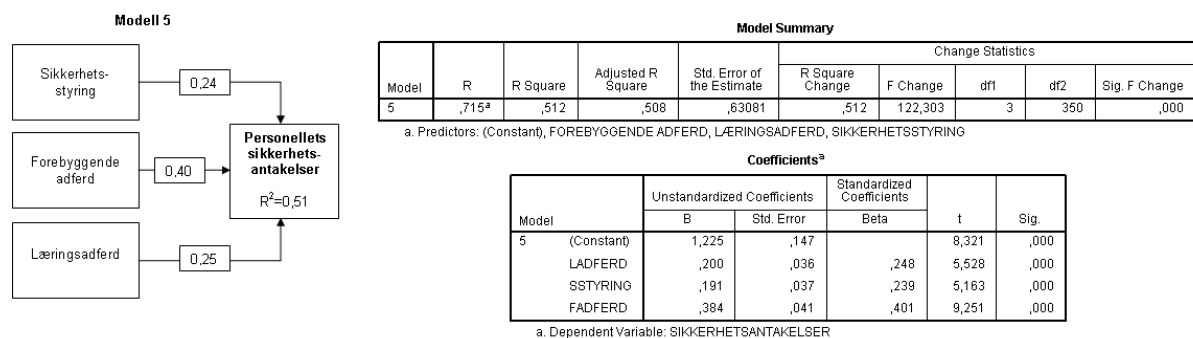 Modell 5
Sikkerhets-
styring
0,24
Forebyggende
adferd
0,40
Læringsadferd
0,25
Personellets
sikkerhets-
antakelser
R²=0,51
Model Summary
Change Statistics
Model R R Square Adjusted R Square Std. Error of the Estimate R Square Change F Change df1 df2 Sig. F Change
5 ,715ª ,512 ,508 ,63081 ,512 122,303 3 350 ,000
a. Predictors: (Constant), FOREBYGGENDE ADFERD, LÆRINGSADFERD, SIKKERHETSSTYRING
Coefficientsª
Unstandardized Coefficients Standardized Coefficients
Model B Std. Error Beta t Sig.
5 (Constant) 1,225 ,147 8,321 ,000
LADFERD ,200 ,036 ,248 5,528 ,000
SSTYRING ,191 ,037 ,239 5,163 ,000
FADFERD ,384 ,041 ,401 9,251 ,000
a. Dependent Variable: SIKKERHETSANTAKELSER